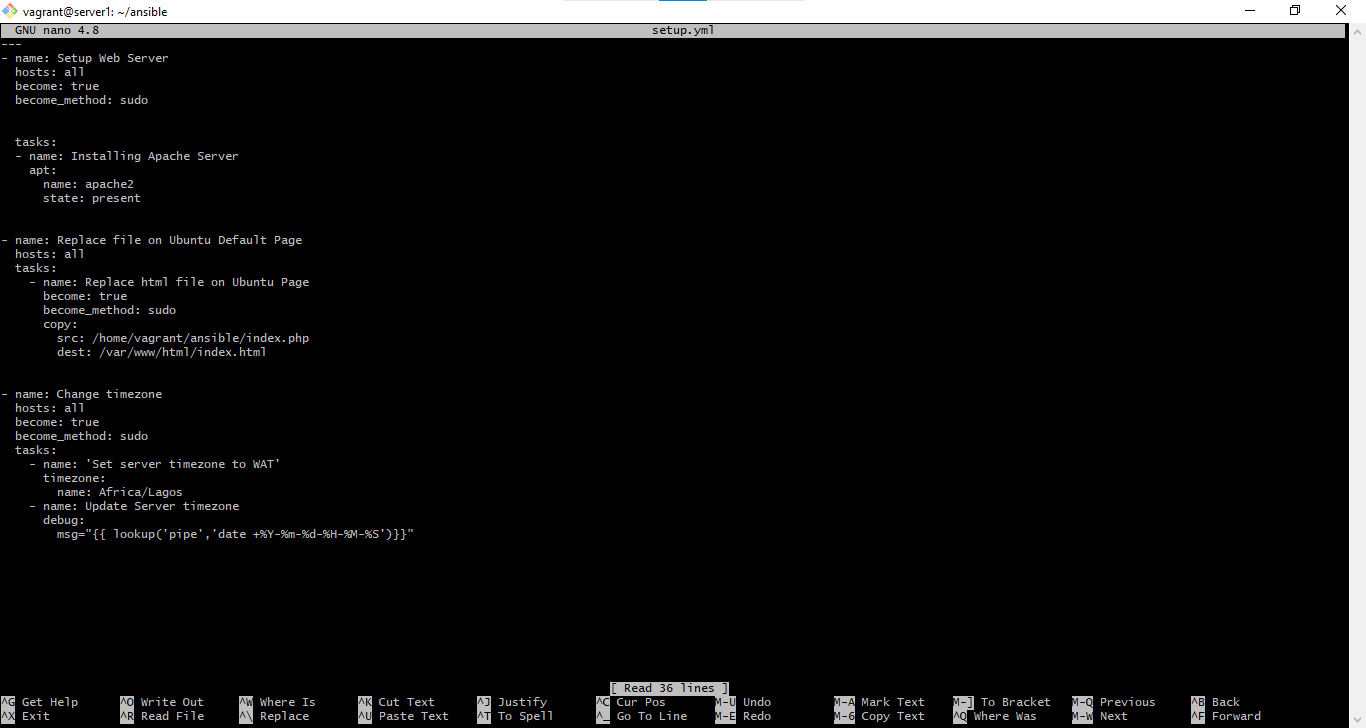 vagrant@server1: ~/ansible
GNU nano 4.8 setup.yml
---
- name: Setup Web Server
  hosts: all
  become: true
  become_method: sudo
  tasks:
  - name: Installing Apache Server
    apt:
      name: apache2
      state: present
- name: Replace file on Ubuntu Default Page
  hosts: all
  tasks:
    - name: Replace html file on Ubuntu Page
      become: true
      become_method: sudo
      copy:
        src: /home/vagrant/ansible/index.php
        dest: /var/www/html/index.html
- name: Change timezone
  hosts: all
  become: true
  become_method: sudo
  tasks:
    - name: 'Set server timezone to WAT'
      timezone:
        name: Africa/Lagos
    - name: Update Server timezone
      debug:
        msg="{{ lookup('pipe','date +%Y-%m-%d-%H-%M-%S')}}"
[ Read 36 lines ]
^G Get Help ^O Write Out ^W Where Is ^K Cut Text ^J Justify ^C Cur Pos M-U Undo M-A Mark Text M-] To Bracket M-Q Previous ^B Back
^X Exit ^R Read File ^\ Replace ^U Paste Text ^T To Spell ^_ Go To Line M-E Redo M-6 Copy Text ^Q Where Was M-W Next ^F Forward